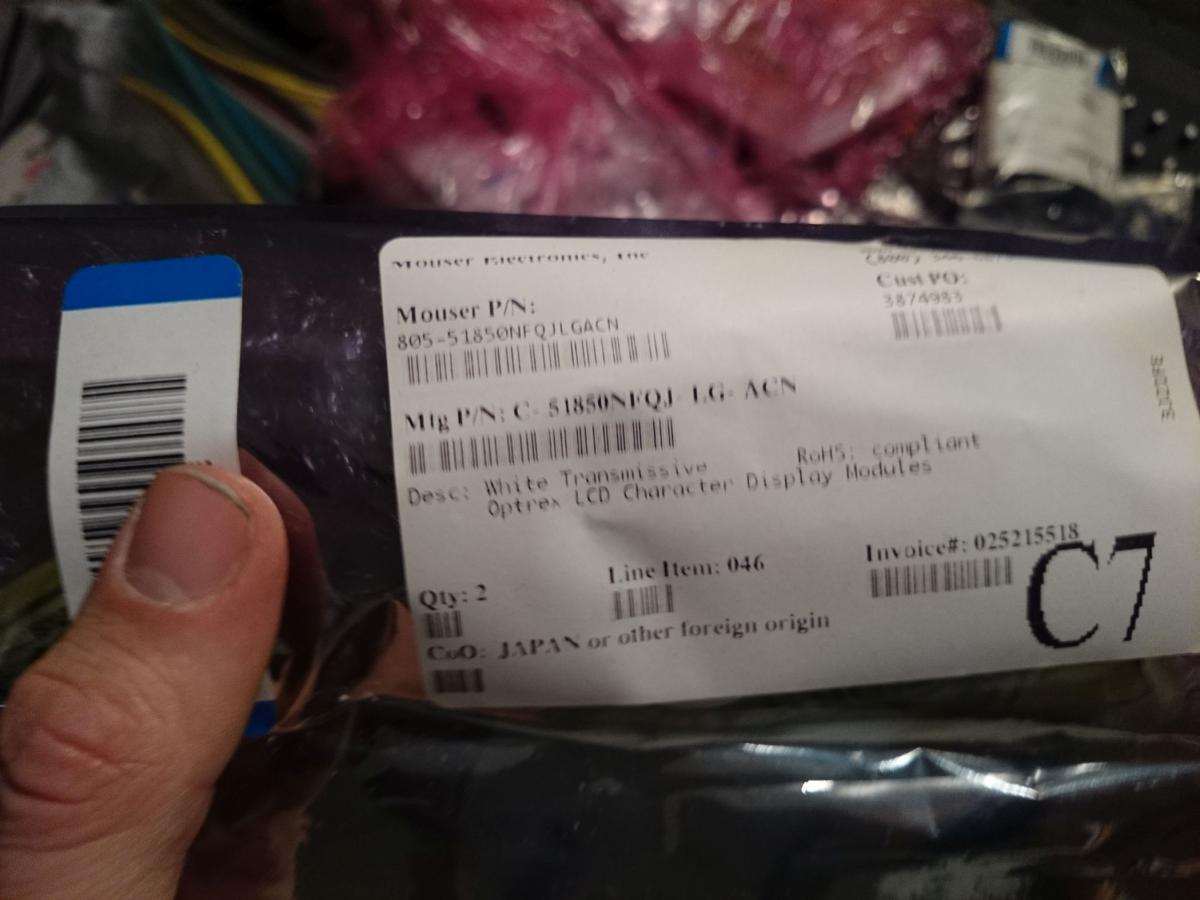 Mouser Electronics, Inc
Cust PO:
3874983
Mouser P/N:
805-51850NFQJLGACN
Mfg P/N: C- 51850NFQJ- LG- ACN
RoHS: compliant
Desc: White Transmissive
Optrex LCD Character Display Modules
Invoice#: 025215518
Line Item: 046
Qty: 2
C7
CoO: JAPAN or other foreign origin